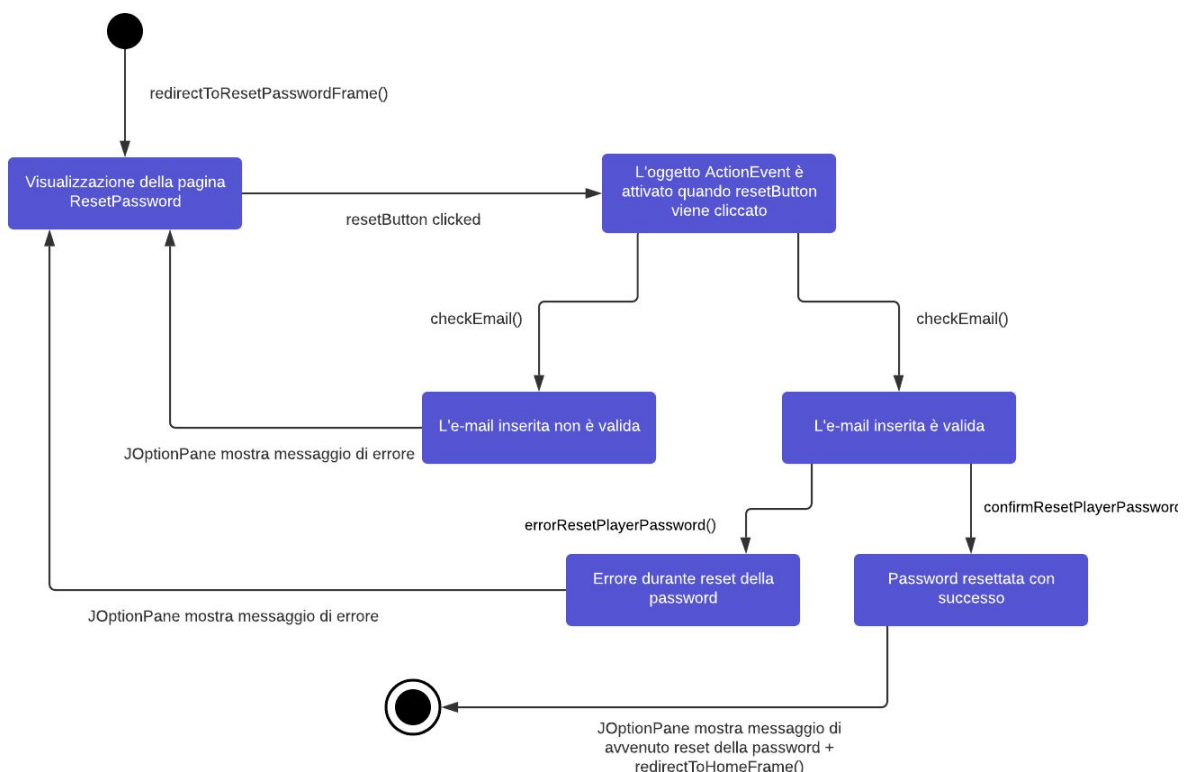 redirectToResetPasswordFrame()
Visualizzazione della pagina
ResetPassword
resetButton clicked
L'oggetto ActionEvent è
attivato quando resetButton
viene cliccato
checkEmail()
checkEmail()
L'e-mail inserita non è valida
L'e-mail inserita è valida
JOptionPane mostra messaggio di errore
errorResetPlayerPassword()
confirmResetPlayerPassword
Errore durante reset della
password
Password resettata con
successo
JOptionPane mostra messaggio di errore
JOptionPane mostra messaggio di
avvenuto reset della password +
redirectToHomeFrame()